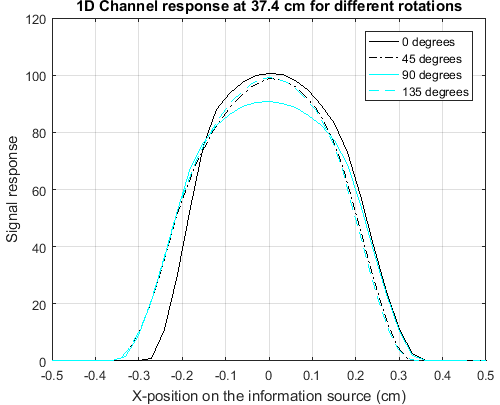 1D Channel response at 37.4 cm for different rotations
120
100
80
60
40
20
0
Signal response
0 degrees
45 degrees
90 degrees
135 degrees
-0.5 -0.4 -0.3 -0.2 -0.1 0 0.1 0.2 0.3 0.4 0.5
X-position on the information source (cm)